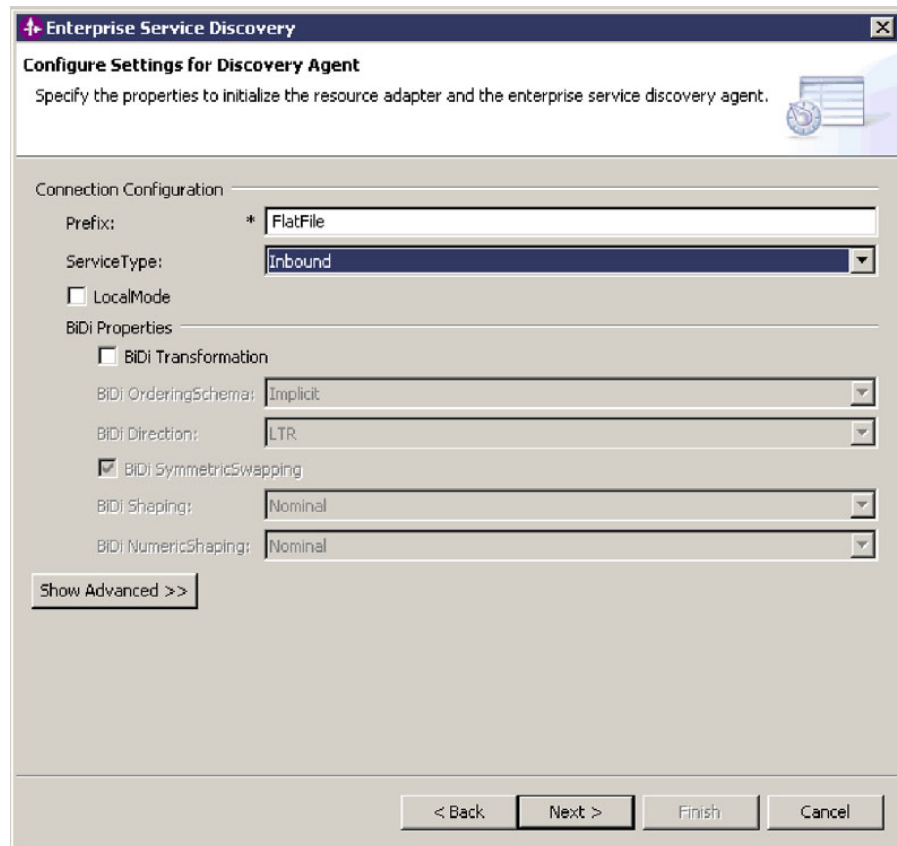 Enterprise Service Discovery
Configure Settings for Discovery Agent
Specify the properties to initialize the resource adapter and the enterprise service discovery agent.
Connection Configuration
Prefix: * FlatFile
ServiceType: Inbound
LocalMode
BiDi Properties
BiDi Transformation
BiDi OrderingSchema: Implicit
BiDi Direction: LTR
BiDi SymmetricSwapping
BiDi Shaping: Nominal
BiDi NumericShaping: Nominal
Show Advanced >>
< Back Next > Finish Cancel